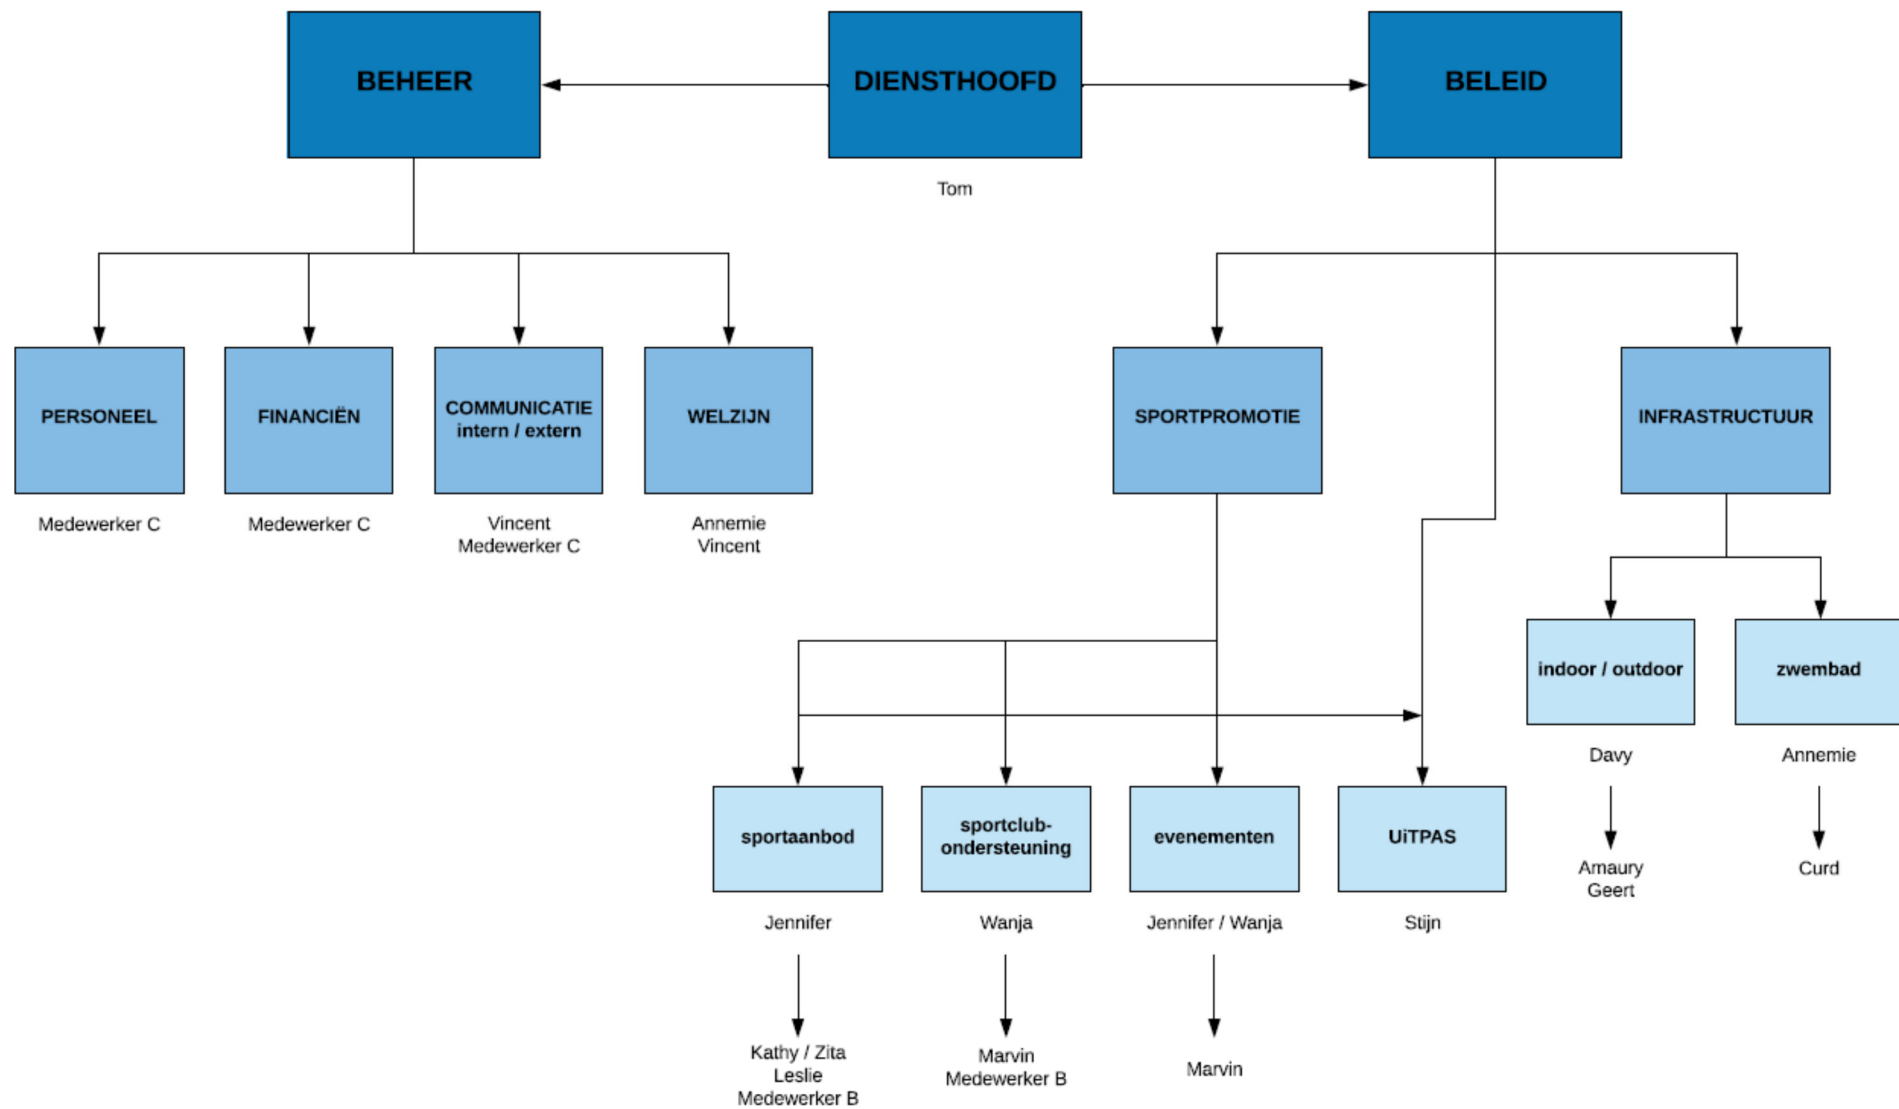 BEHEER
DIENSTHOOFD
BELEID
Tom
PERSONEEL
FINANCIËN
COMMUNICATIE
intern / extern
WELZIJN
SPORTPROMOTIE
INFRASTRUCTUUR
Medewerker C
Medewerker C
Vincent
Medewerker C
Annemie
Vincent
indoor / outdoor
zwembad
Davy
Annemie
Amaury
Geert
Curd
sportaanbod
sportclub-
ondersteuning
evenementen
UiTPAS
Jennifer
Wanja
Jennifer / Wanja
Stijn
Kathy / Zita
Leslie
Medewerker B
Marvin
Medewerker B
Marvin